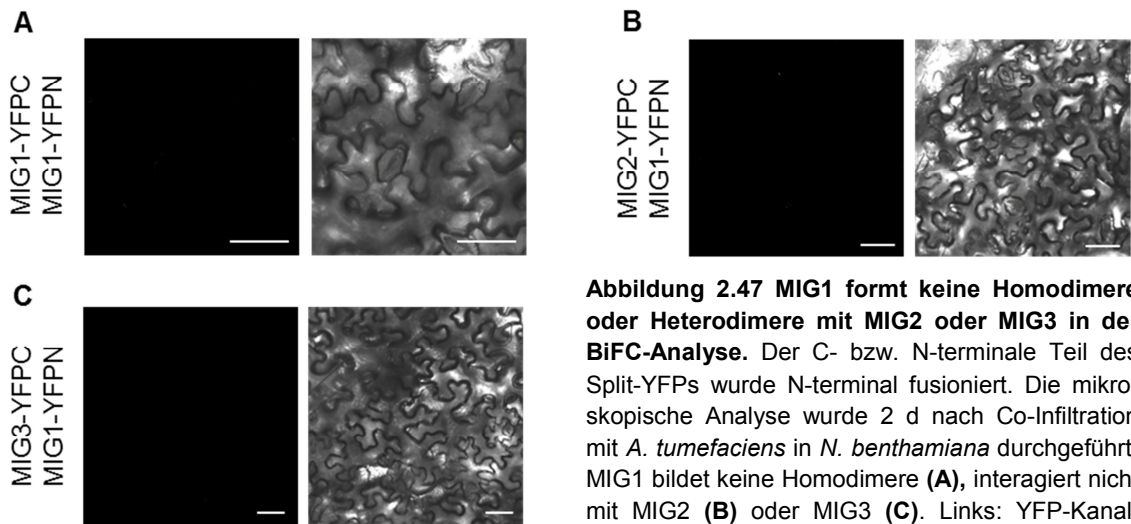 A
MIG1-YFPC
MIG1-YFPN
B
MIG2-YFPC
MIG1-YFPN
C
MIG3-YFPC
MIG1-YFPN
Abbildung 2.47 MIG1 formt keine Homodimere
oder Heterodimere mit MIG2 oder MIG3 in de
BiFC-Analyse. Der C- bzw. N-terminale Teil des
Split-YFPs wurde N-terminal fusioniert. Die mikro
skopische Analyse wurde 2 d nach Co-Infiltration
mit A. tumefaciens in N. benthamiana durchgeführt
MIG1 bildet keine Homodimere (A), interagiert nich
mit MIG2 (B) oder MIG3 (C). Links: YFP-Kanal